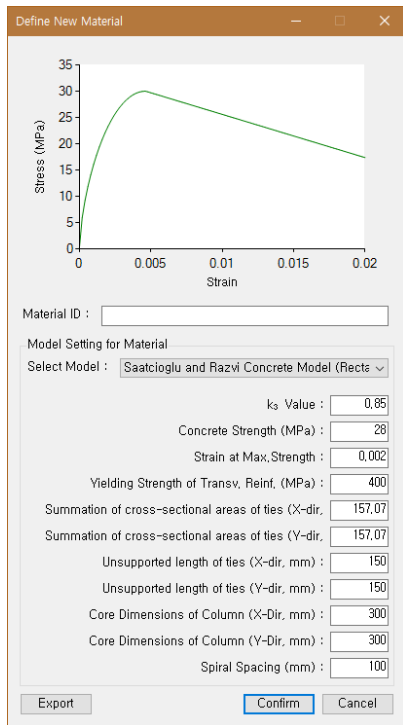 Define New Material
35
30
25
20
15
10
5
0
Stress (MPa)
0 0.005 0.01 0.015 0.02
Strain
Material ID :
Model Setting for Material
Select Model : Saatcioglu and Razvi Concrete Model (Recta
k₃ Value : 0,85
Concrete Strength (MPa) : 28
Strain at Max,Strength : 0,002
Yielding Strength of Transv, Reinf, (MPa) : 400
Summation of cross-sectional areas of ties (X-dir, 157,07
Summation of cross-sectional areas of ties (Y-dir, 157,07
Unsupported length of ties (X-dir, mm) : 150
Unsupported length of ties (Y-dir, mm) : 150
Core Dimensions of Column (X-Dir, mm) : 300
Core Dimensions of Column (Y-Dir, mm) : 300
Spiral Spacing (mm) : 100
Export Confirm Cancel